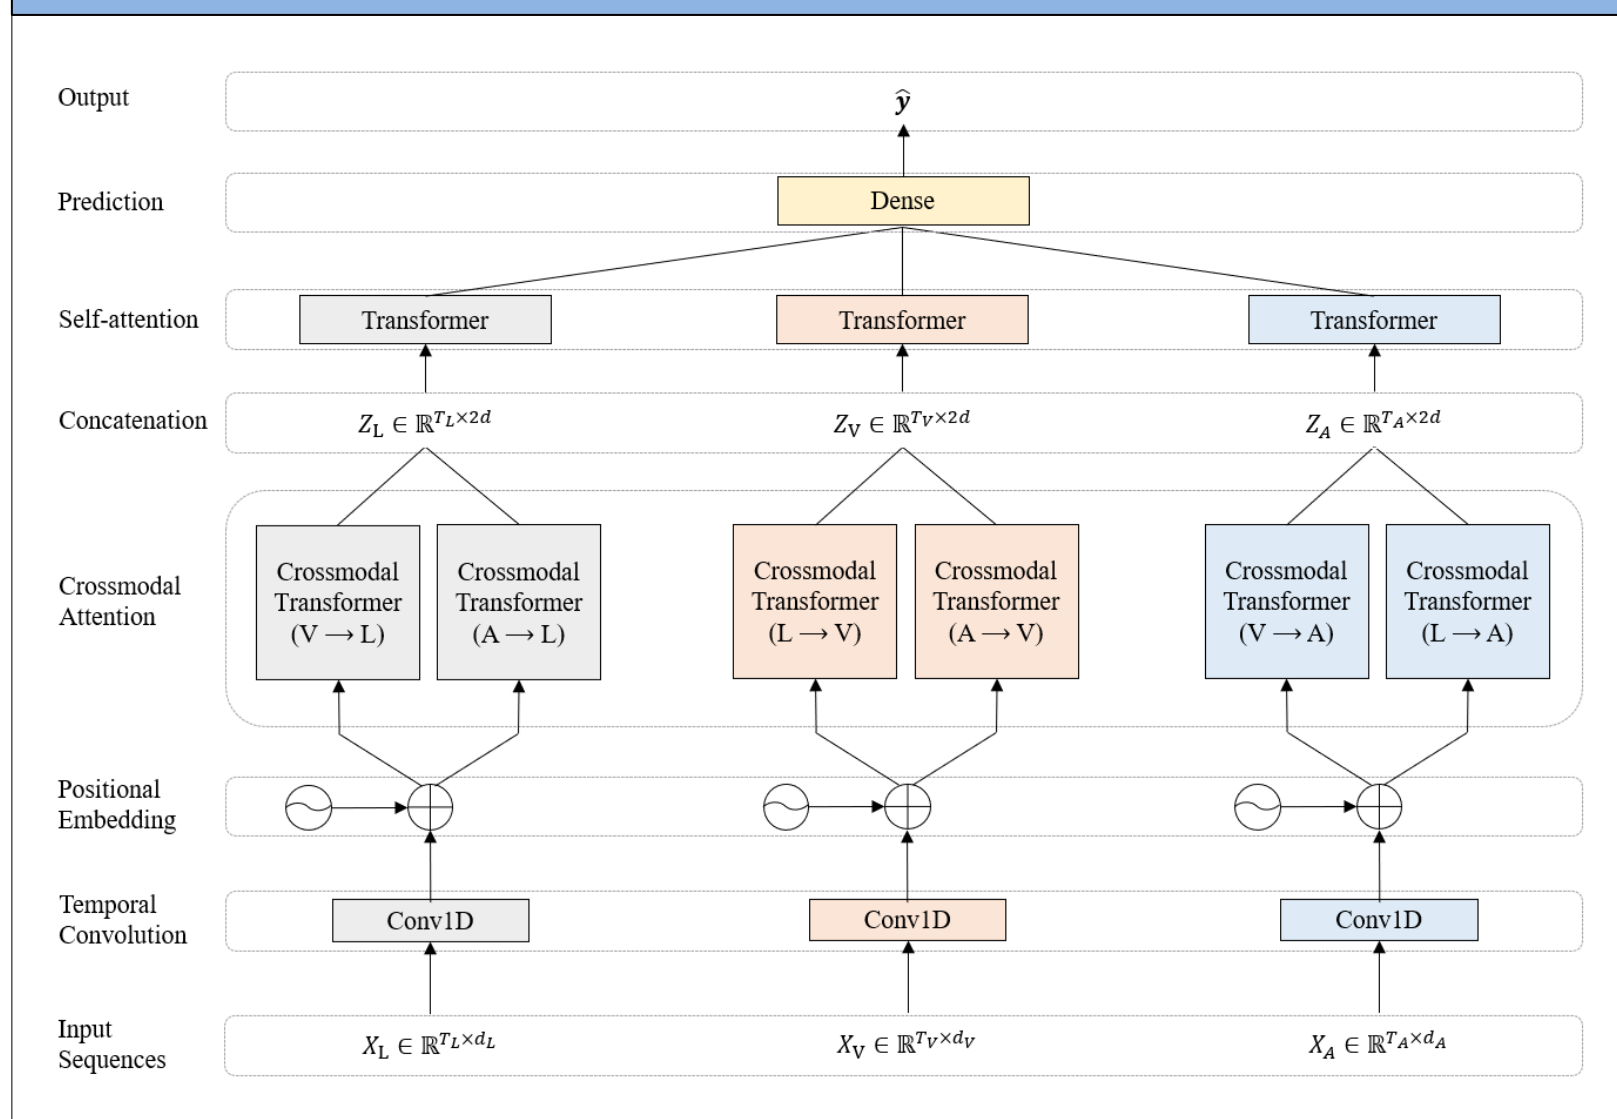 Output
ŷ
Prediction
Dense
Self-attention
Transformer Transformer Transformer
Concatenation
Z_L ∈ ℝ^{T_L×2d} Z_V ∈ ℝ^{T_V×2d} Z_A ∈ ℝ^{T_A×2d}
Crossmodal
Attention
Crossmodal
Transformer
(V → L)
Crossmodal
Transformer
(A → L)
Crossmodal
Transformer
(L → V)
Crossmodal
Transformer
(A → V)
Crossmodal
Transformer
(V → A)
Crossmodal
Transformer
(L → A)
Positional
Embedding
Temporal
Convolution
Conv1D Conv1D Conv1D
Input
Sequences
X_L ∈ ℝ^{T_L×d_L} X_V ∈ ℝ^{T_V×d_V} X_A ∈ ℝ^{T_A×d_A}